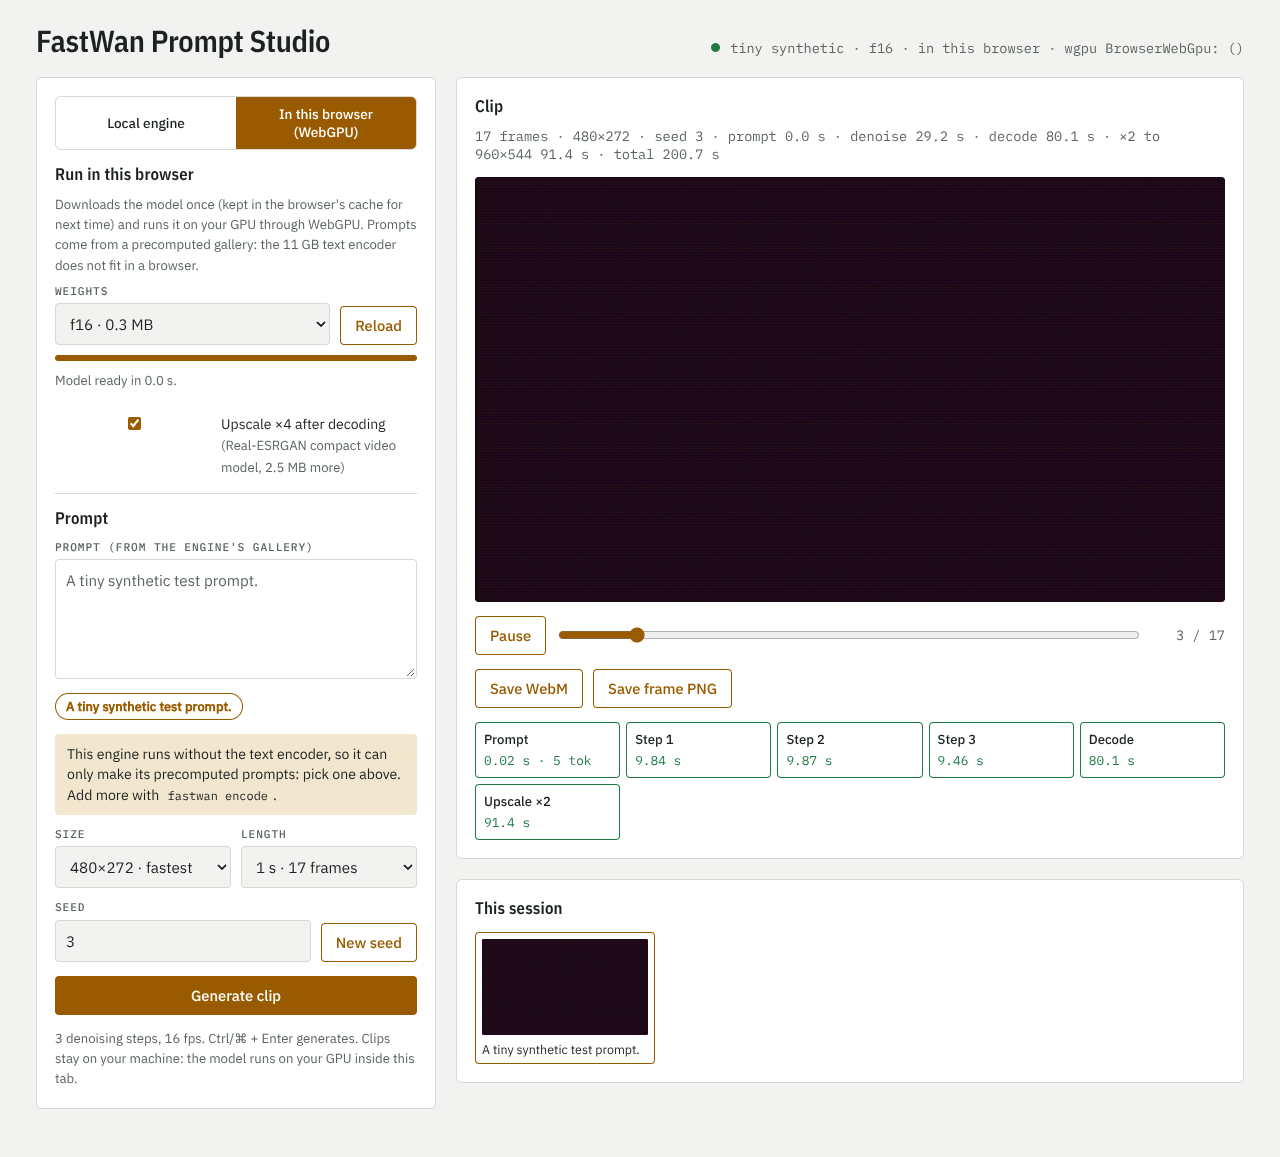 FastWan Prompt Studio
tiny synthetic · f16 · in this browser · wgpu BrowserWebGpu: ()
Local engine
In this browser
(WebGPU)
Run in this browser
Downloads the model once (kept in the browser's cache for
next time) and runs it on your GPU through WebGPU. Prompts
come from a precomputed gallery: the 11 GB text encoder
does not fit in a browser.
WEIGHTS
f16 · 0.3 MB
Reload
Model ready in 0.0 s.
Upscale ×4 after decoding
(Real-ESRGAN compact video
model, 2.5 MB more)
Prompt
PROMPT (FROM THE ENGINE'S GALLERY)
A tiny synthetic test prompt.
A tiny synthetic test prompt.
This engine runs without the text encoder, so it can
only make its precomputed prompts: pick one above.
Add more with fastwan encode.
SIZE
LENGTH
480×272 · fastest
1 s · 17 frames
SEED
3
New seed
Generate clip
3 denoising steps, 16 fps. Ctrl/⌘ + Enter generates. Clips
stay on your machine: the model runs on your GPU inside this
tab.
Clip
17 frames · 480×272 · seed 3 · prompt 0.0 s · denoise 29.2 s · decode 80.1 s · ×2 to
960×544 91.4 s · total 200.7 s
Pause
3 / 17
Save WebM
Save frame PNG
Prompt
0.02 s · 5 tok
Step 1
9.84 s
Step 2
9.87 s
Step 3
9.46 s
Decode
80.1 s
Upscale ×2
91.4 s
This session
A tiny synthetic test prompt.